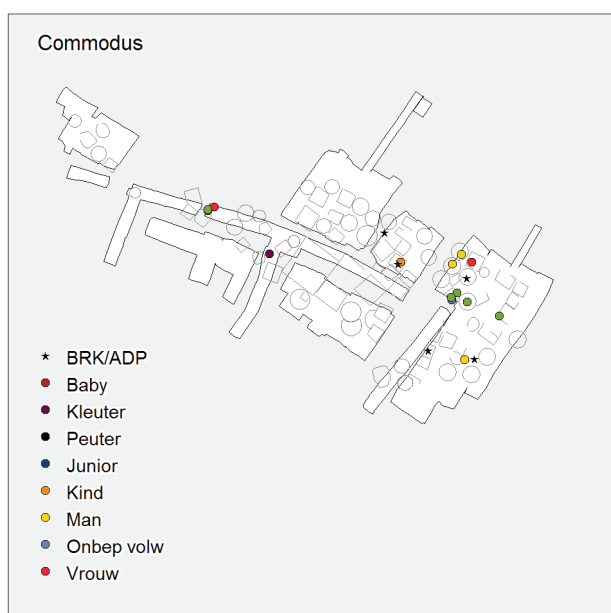 Commodus
BRK/ADP
Baby
Kleuter
Peuter
Junior
Kind
Man
Onbep volw
Vrouw